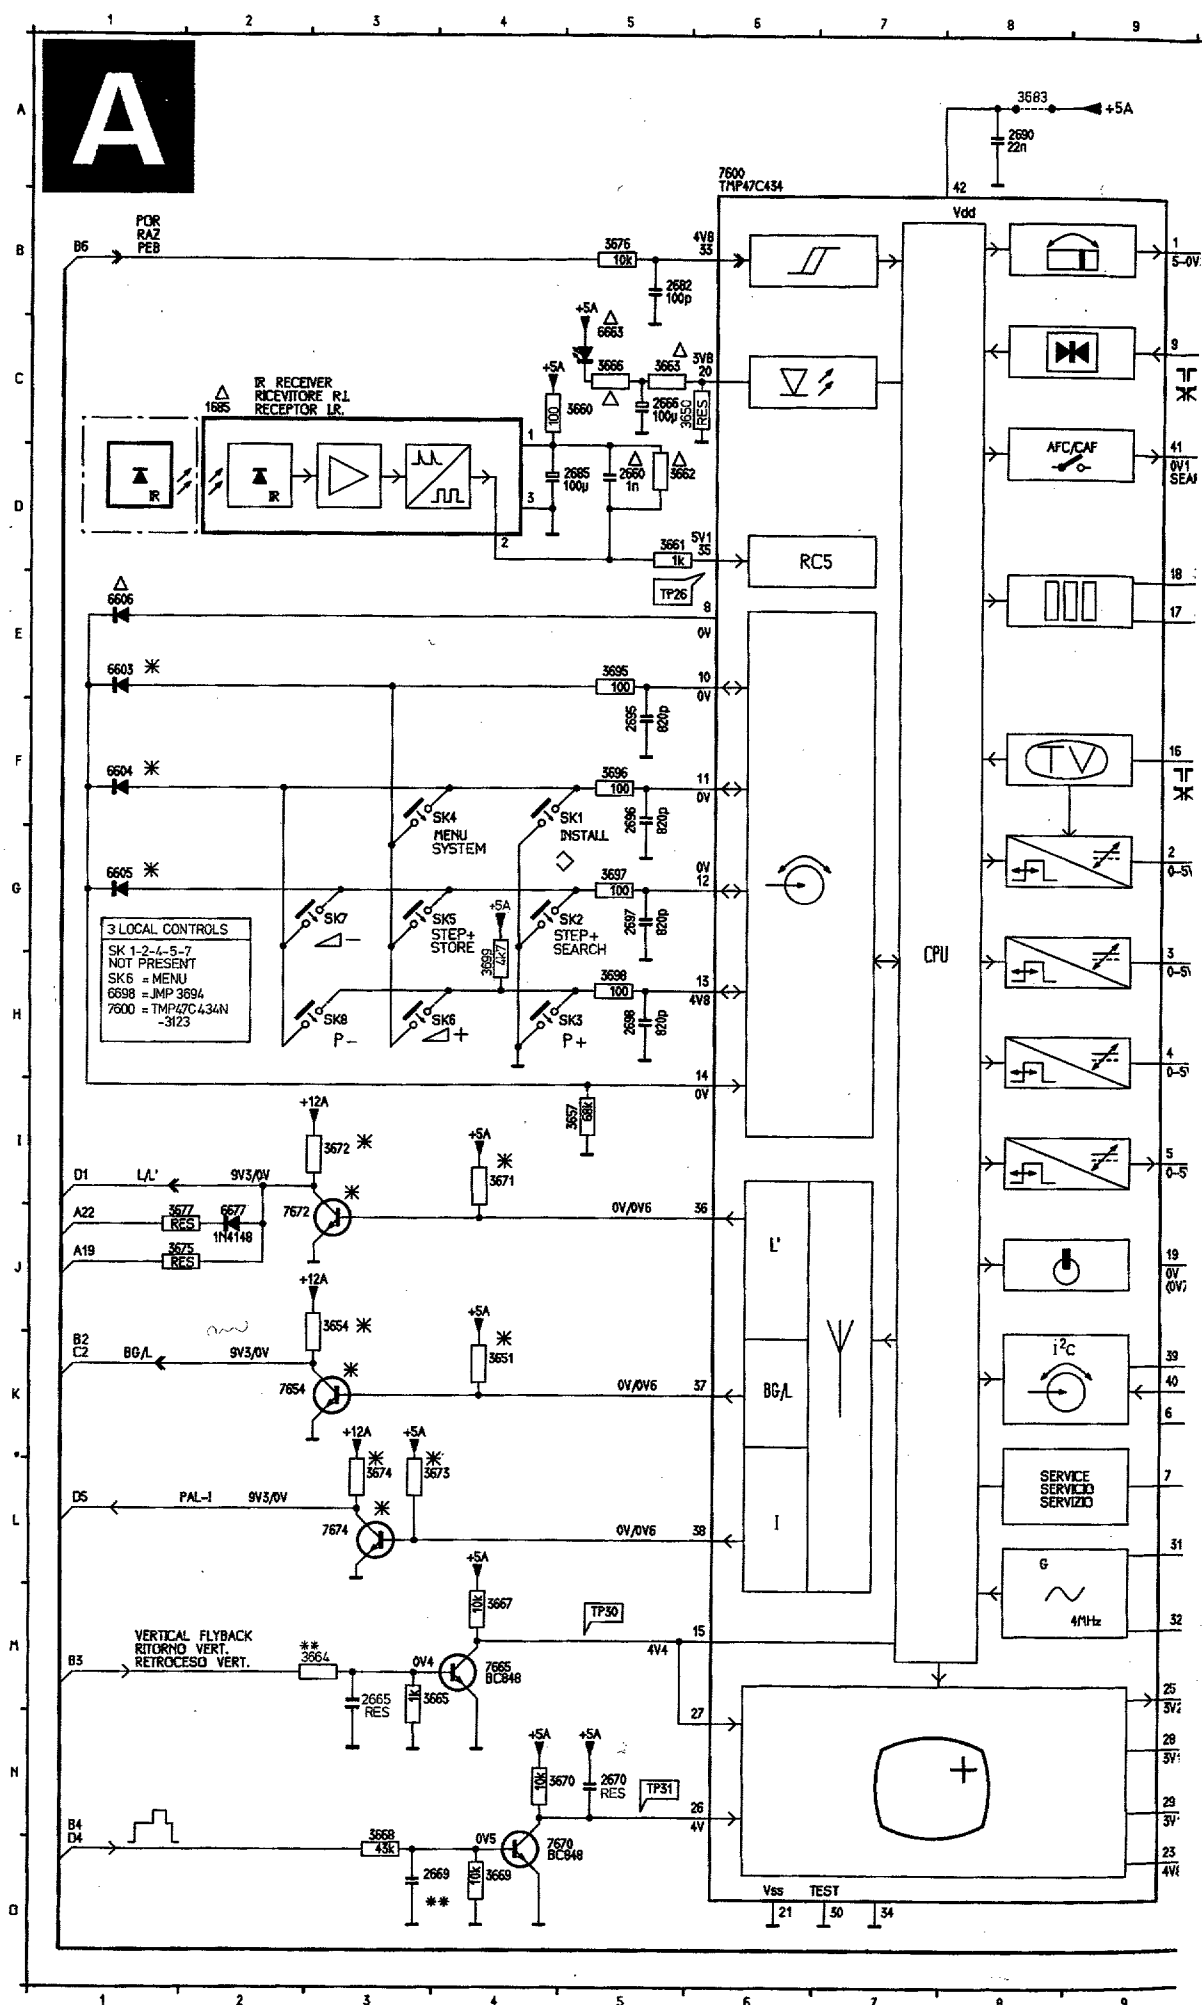 1 2 3 4 5 6 7 8 9
A
A
3683
+5A
2690
22n
7600
TMP47C434
42
Vdd
B
POR
RAZ
PEB
B6
3676
10k
4V8
33
2682
100p
1
+5A
6663
C
3666
3663
3V8
20
2666
100µ
3650
RES
9
IR RECEIVER
RICEVITORE R.I.
RECEPTOR I.R.
1685
+5A
100
3660
1
3
2
IR
IR
2685
100µ
2660
1n
3662
AFC/CAF
41
0V1
D
3661
1k
5V1
35
RC5
TP26
18
17
6606
8
0V
E
6603
3695
100
10
0V
2695
820p
F
6604
3696
100
11
0V
2696
820p
TV
16
SK4
MENU
SYSTEM
SK1
INSTALL
2
G
6605
3697
100
0V
12
2697
820p
SK7
−
SK5
STEP+
STORE
+5A
3699
4k7
SK2
STEP+
SEARCH
3 LOCAL CONTROLS
SK 1-2-4-5-7
NOT PRESENT
SK6 = MENU
6698 = JMP 3694
7600 = TMP47C434N
-3123
CPU
3
H
3698
100
13
4V8
2698
820p
SK8
P−
SK6
+
SK3
P+
4
14
0V
3657
68k
I
+12A
3672
+5A
3671
5
D1
L/L'
9V3/0V
A22
3677
RES
6677
1N4148
7672
0V/0V6
36
L'
J
A19
3675
RES
19
0V
+12A
3654
+5A
3651
B2
C2
BG/L
9V3/0V
K
7654
0V/0V6
37
BG/L
I²C
39
40
6
+12A
3674
+5A
3673
SERVICE
SERVICIO
SERVIZIO
7
D5
PAL-I
9V3/0V
L
7674
0V/0V6
38
I
31
G
4MHz
32
+5A
10k
3667
TP30
15
4V4
M
VERTICAL FLYBACK
RITORNO VERT.
RETROCESO VERT.
B3
**
3664
0V4
7665
BC848
2665
RES
1k
3665
27
25
28
N
+5A
10k
3670
+5A
2670
RES
TP31
26
4V
29
B4
D4
3668
43k
0V5
7670
BC848
2669
**
10k
3669
23
Vss
21
TEST
30
34
1 2 3 4 5 6 7 8 9